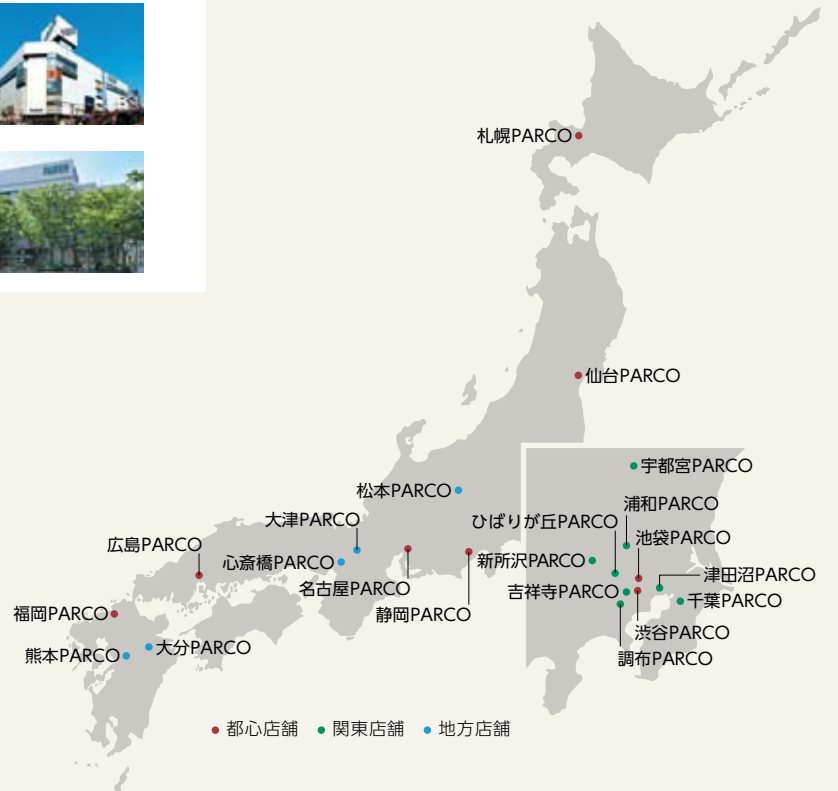 札幌PARCO
仙台PARCO
宇都宮PARCO
松本PARCO
浦和PARCO
大津PARCO
ひばりが丘PARCO
池袋PARCO
広島PARCO
心斎橋PARCO
新所沢PARCO
津田沼PARCO
名古屋PARCO
吉祥寺PARCO
千葉PARCO
福岡PARCO
静岡PARCO
渋谷PARCO
熊本PARCO
大分PARCO
調布PARCO
都心店舗 関東店舗 地方店舗